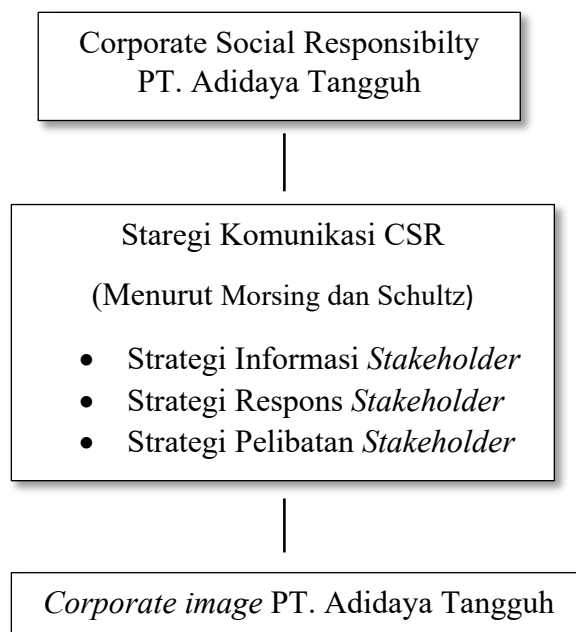 Corporate Social Responsibilty
PT. Adidaya Tangguh
Staregi Komunikasi CSR
(Menurut Morsing dan Schultz)
• Strategi Informasi Stakeholder
• Strategi Respons Stakeholder
• Strategi Pelibatan Stakeholder
Corporate image PT. Adidaya Tangguh